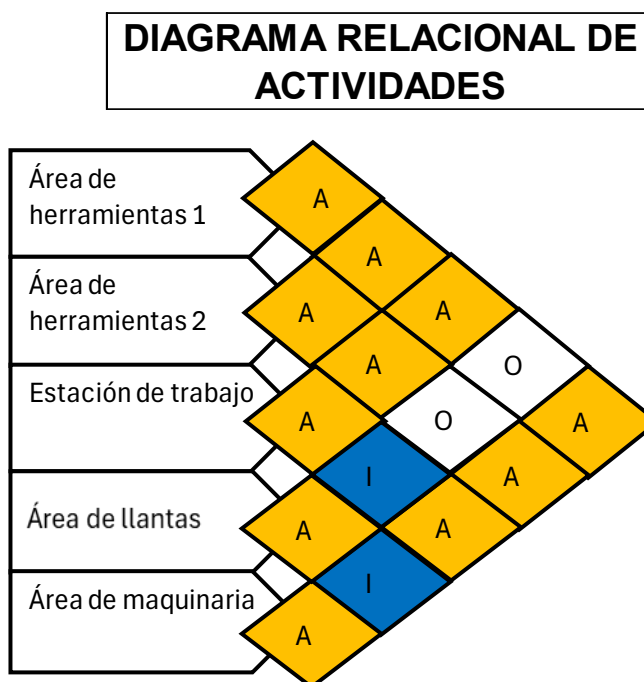 DIAGRAMA RELACIONAL DE
ACTIVIDADES
Área de
herramientas 1
A
A
Área de
herramientas 2
A
A
A
O
Estación de trabajo
A
O
A
I
A
Área de llantas
A
A
I
Área de maquinaria
A